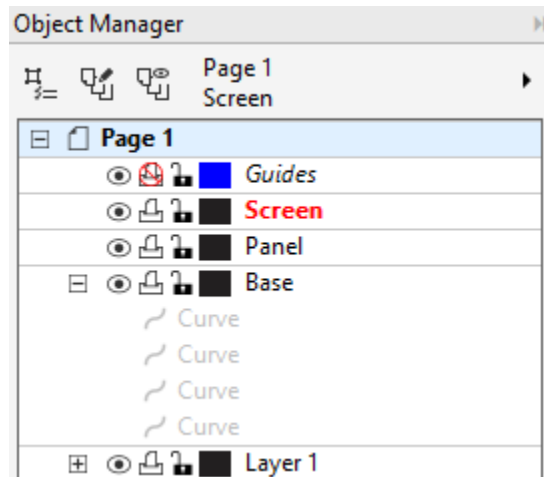 Object Manager
Page 1
Screen
Page 1
Guides
Screen
Panel
Base
Curve
Curve
Curve
Curve
Layer 1